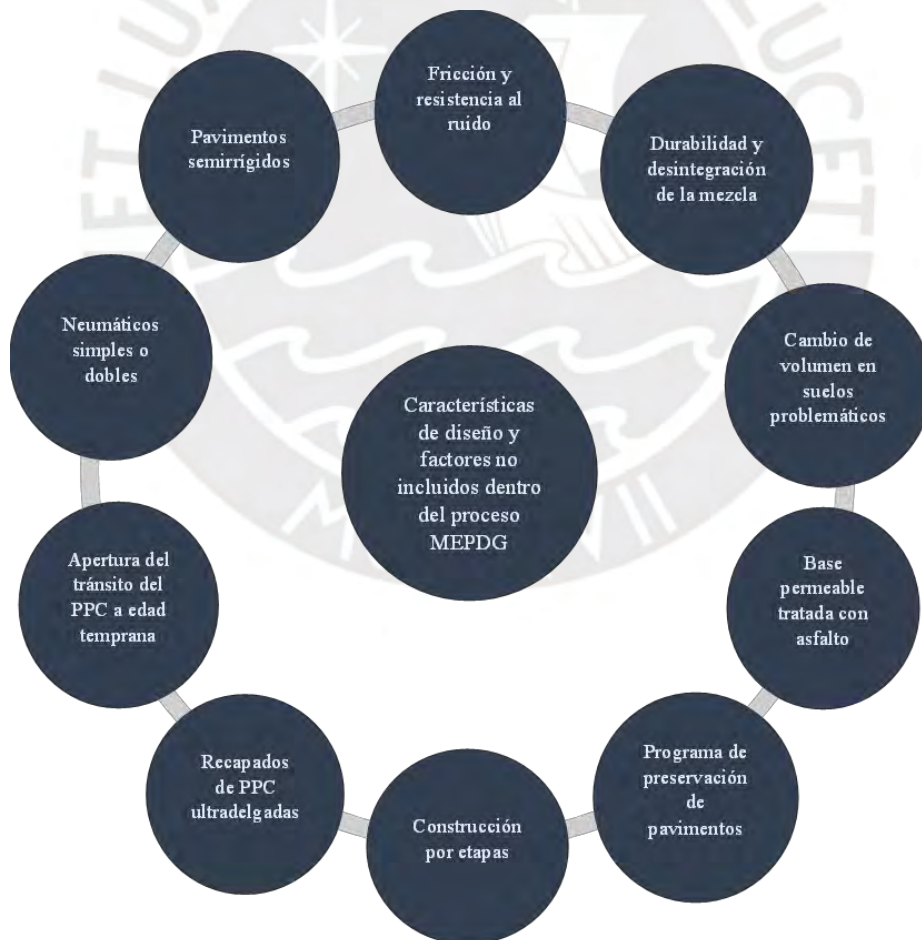 Fricción y
resistencia al
ruido
Durabilidad y
desintegración
de la mezcla
Cambio de
volumen en
suelos
problemáticos
Base
permeable
tratada con
asfalto
Programa de
preservación
de
pavimentos
Construcción
por etapas
Recapados
de PPC
ultradelgadas
Apertura del
tránsito del
PPC a edad
temprana
Neumáticos
simples o
dobles
Pavimentos
semirrígidos
Características
de diseño y
factores no
incluidos dentro
del proceso
MEPDG